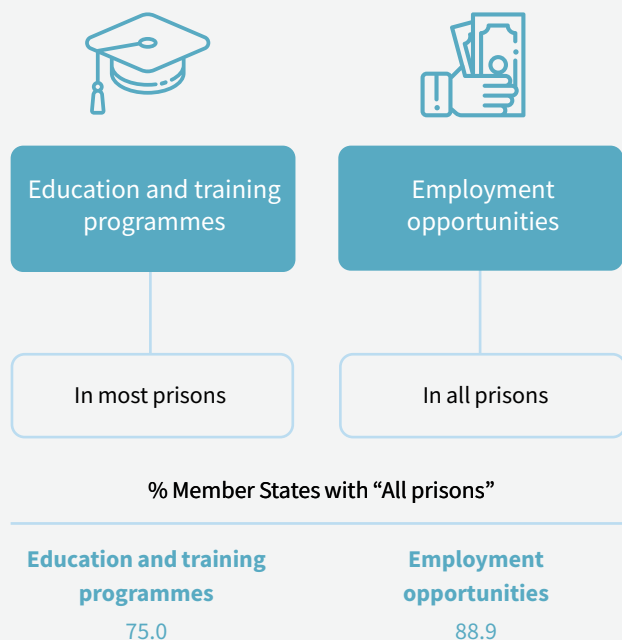 Education and training
programmes
Employment
opportunities
In most prisons
In all prisons
% Member States with “All prisons”
Education and training
programmes
Employment
opportunities
75.0
88.9